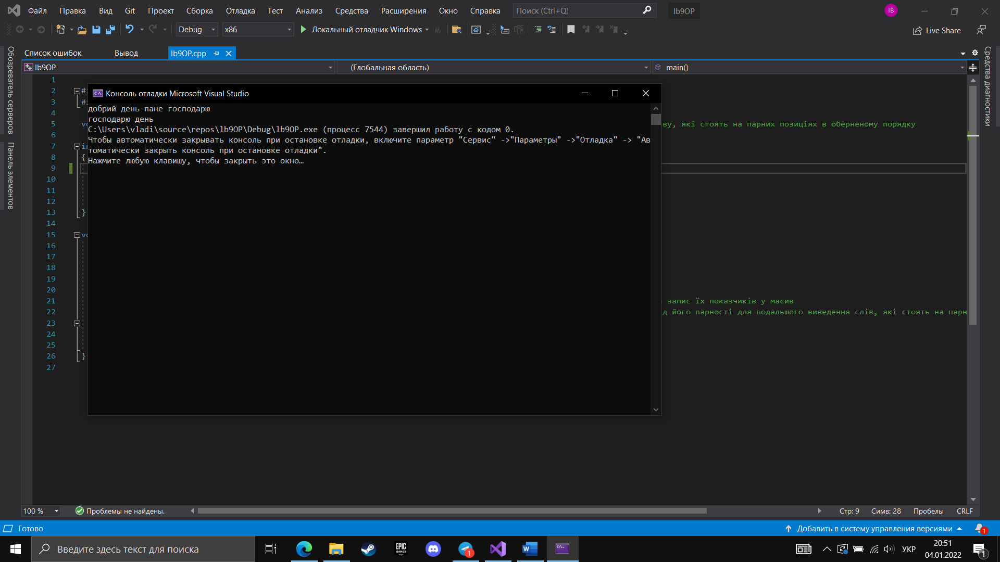 Файл Правка Вид Git Проект Сборка Отладка Тест Анализ Средства Расширения Окно Справка Поиск (Ctrl+Q) lb9OP IB
Debug x86 Локальный отладчик Windows Live Share
Список ошибок Вывод lb9OP.cpp
lb9OP (Глобальная область) main()
Обозреватель серверов
Панель элементов
Средства диагностики
Консоль отладки Microsoft Visual Studio
добрий день пане господарю
господарю день
C:\Users\vladi\source\repos\lb9OP\Debug\lb9OP.exe (процесс 7544) завершил работу с кодом 0.
Чтобы автоматически закрывать консоль при остановке отладки, включите параметр "Сервис" ->"Параметры" ->"Отладка" -> "Ав
томатически закрыть консоль при остановке отладки".
Нажмите любую клавишу, чтобы закрыть это окно…
1
2 #
3 #
4
5 ву, які стоять на парних позиціях в оберненому порядку
6
7
8 {
9
10
11
12
13 }
14
15
16
17
18
19
20
21 запис їх показчиків у масив
22 д його парності для подальшого виведення слів, які стоять на парн
23
24
25
26 }
27
100 % Проблемы не найдены. Стр: 9 Симв: 28 Пробелы CRLF
Готово Добавить в систему управления версиями 1
Введите здесь текст для поиска EPIC GAMES 1 W C:\ УКР 20:51
04.01.2022 1